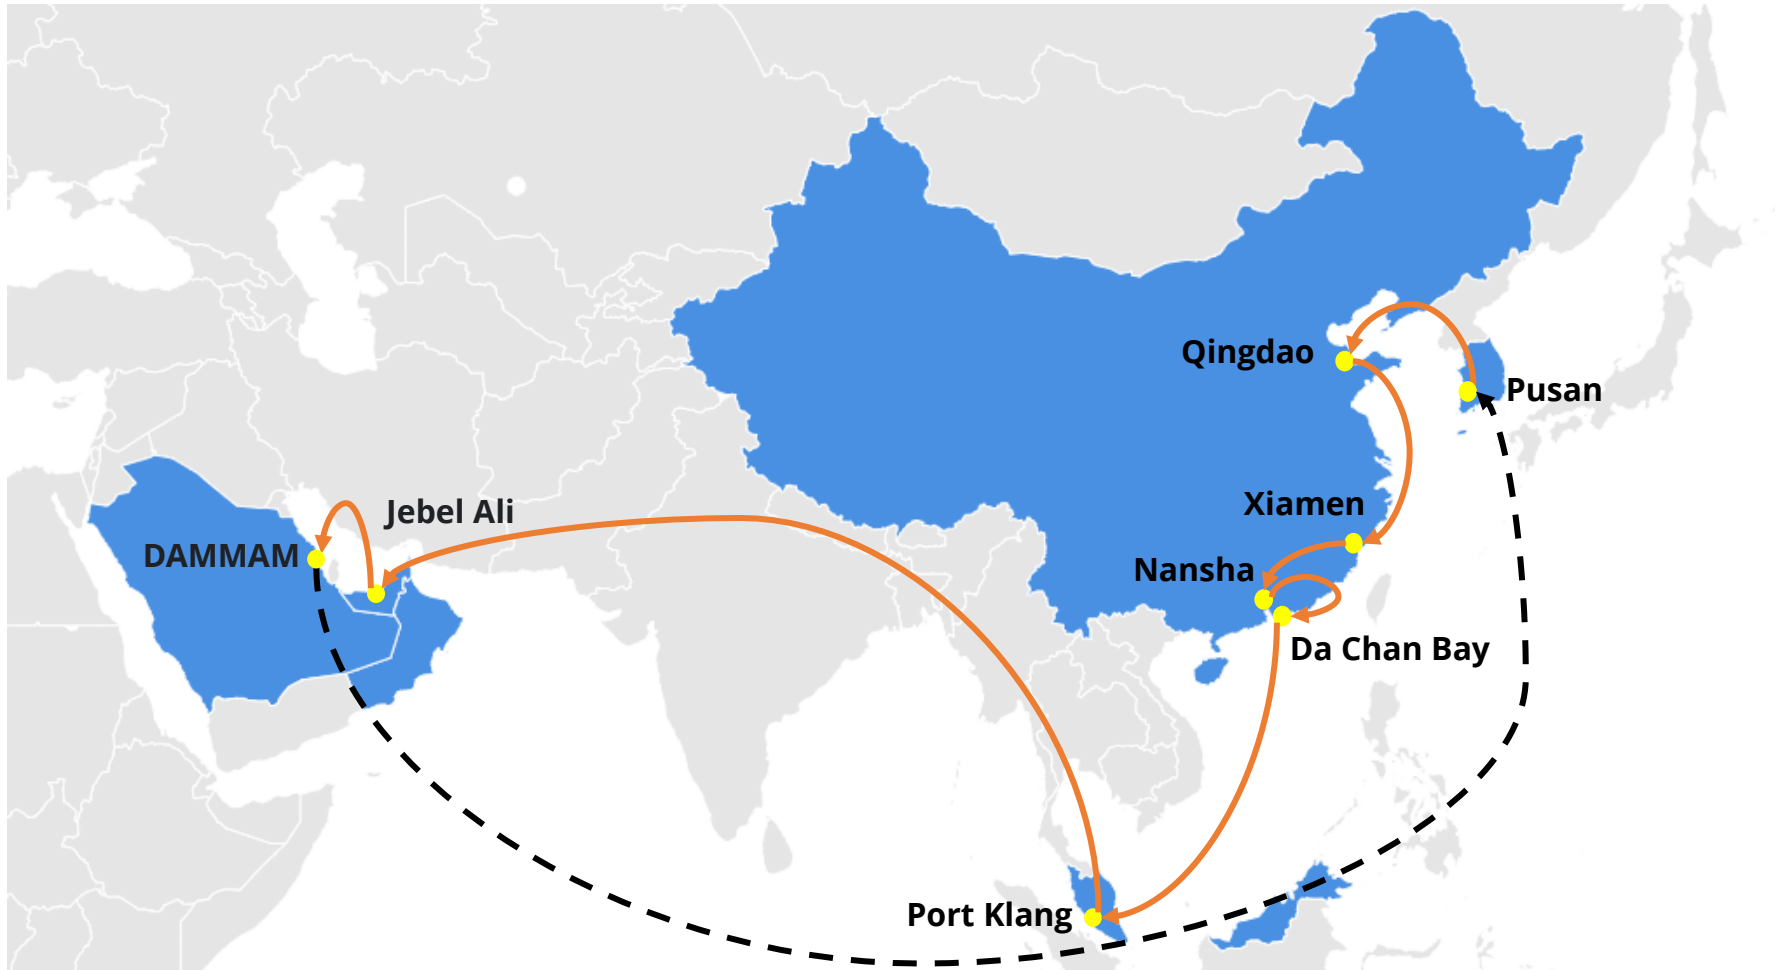 Qingdao
Pusan
Xiamen
Jebel Ali
DAMMAM
Nansha
Da Chan Bay
Port Klang